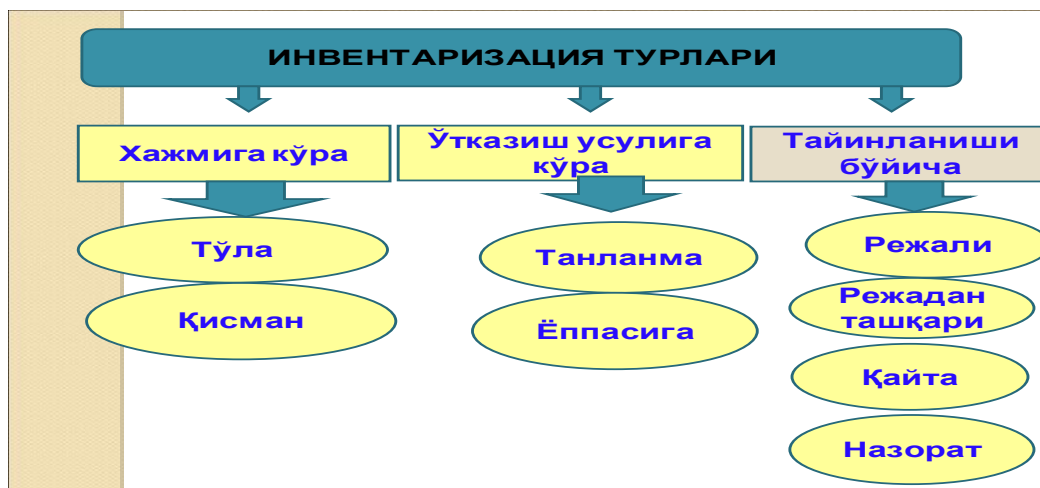 ИНВЕНТАРИЗАЦИЯ ТУРЛАРИ
Хажмига кўра
Тўла
Қисман
Ўтказиш усулига
кўра
Танланма
Ёппасига
Тайинланиши
бўйича
Режали
Режадан
ташқари
Қайта
Назорат